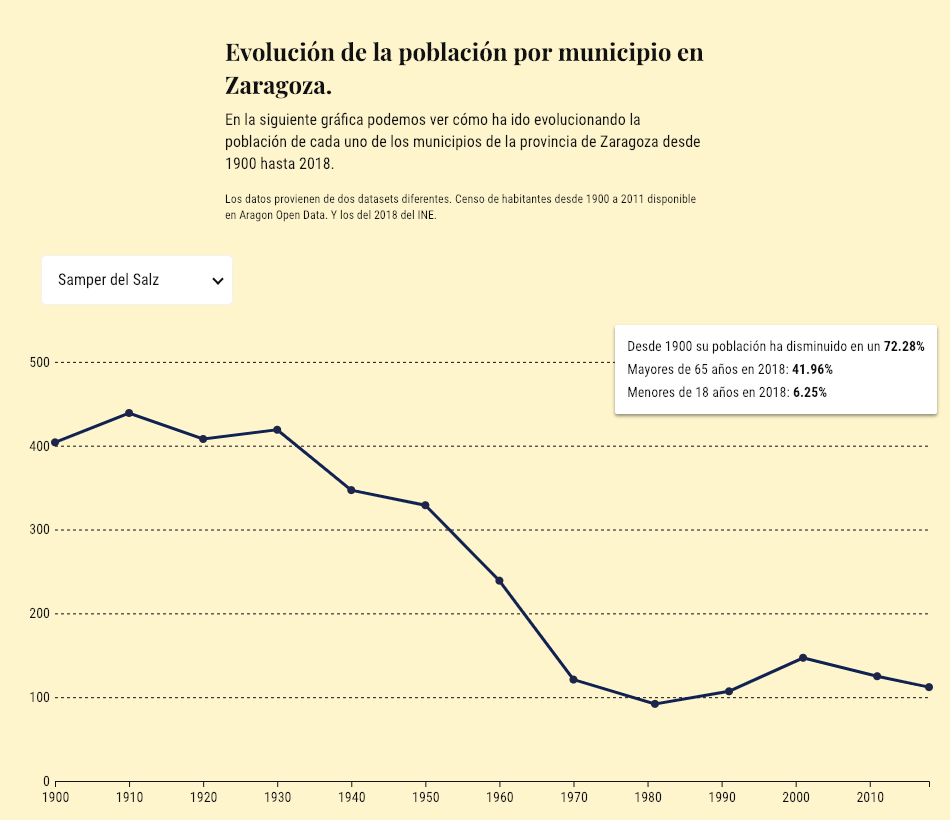 Evolución de la población por municipio en
Zaragoza.
En la siguiente gráfica podemos ver cómo ha ido evolucionando la
población de cada uno de los municipios de la provincia de Zaragoza desde
1900 hasta 2018.
Los datos provienen de dos datasets diferentes. Censo de habitantes desde 1900 a 2011 disponible
en Aragon Open Data. Y los del 2018 del INE.
Samper del Salz
Desde 1900 su población ha disminuido en un 72.28%
Mayores de 65 años en 2018: 41.96%
Menores de 18 años en 2018: 6.25%
500
400
300
200
100
0
1900 1910 1920 1930 1940 1950 1960 1970 1980 1990 2000 2010